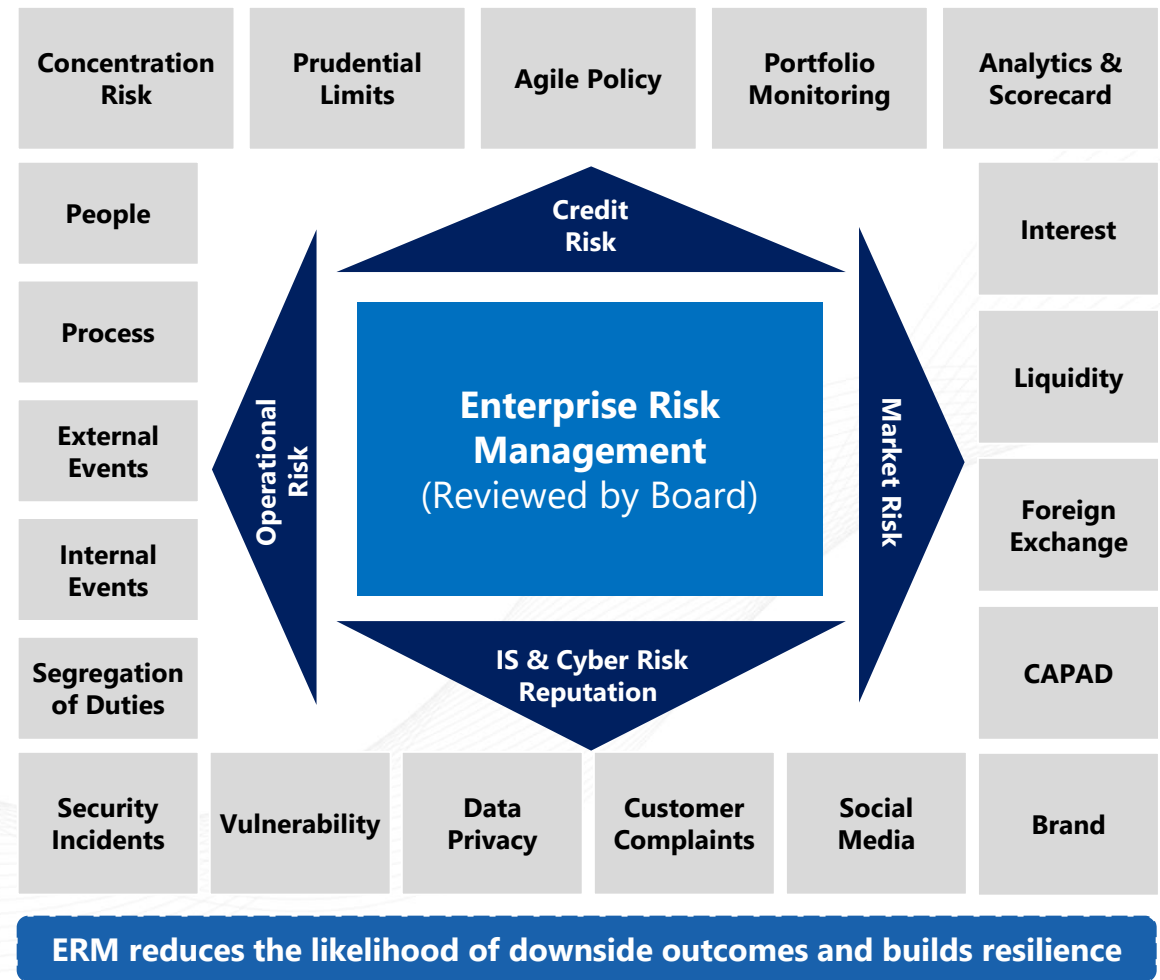 Concentration
Risk
Prudential
Limits
Agile Policy
Portfolio
Monitoring
Analytics &
Scorecard
People
Process
External
Events
Internal
Events
Segregation
of Duties
Credit
Risk
Operational
Risk
Enterprise Risk
Management
(Reviewed by Board)
Market Risk
IS & Cyber Risk
Reputation
Interest
Liquidity
Foreign
Exchange
CAPAD
Security
Incidents
Vulnerability
Data
Privacy
Customer
Complaints
Social
Media
Brand
ERM reduces the likelihood of downside outcomes and builds resilience